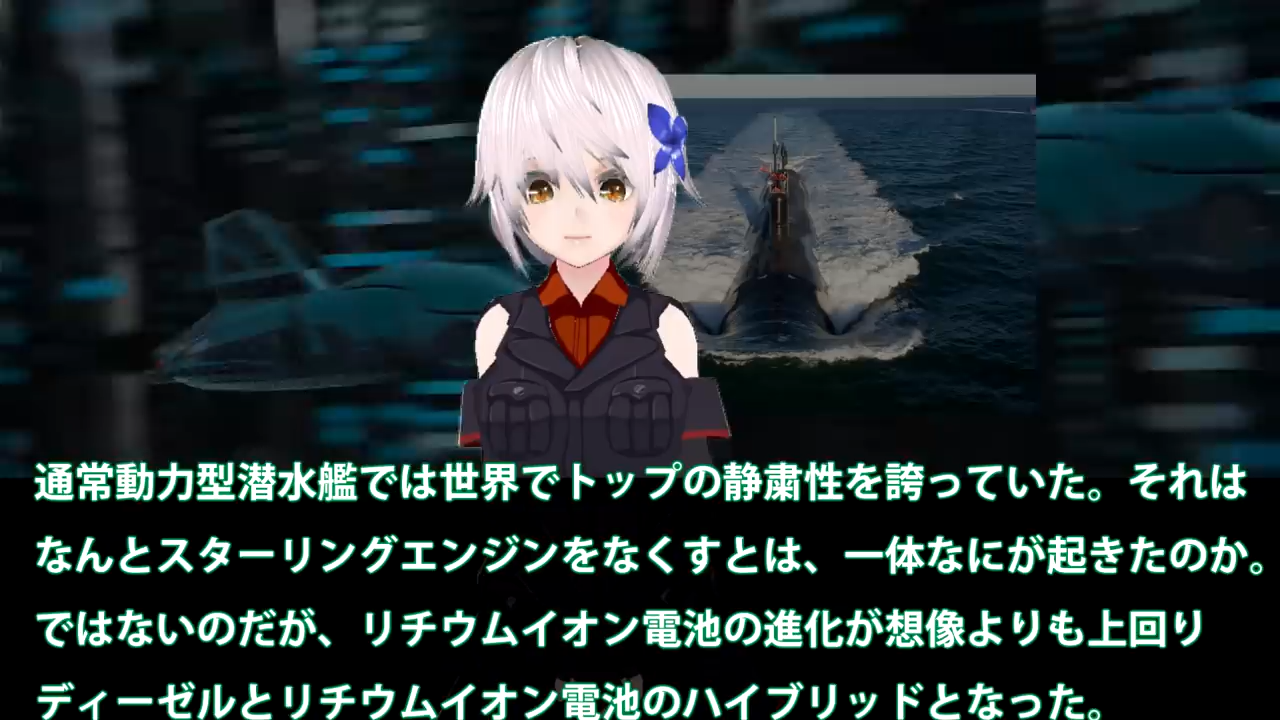 通常動力型潜水艦では世界でトップの静粛性を誇っていた。それは
なんとスターリングエンジンをなくすとは、一体なにが起きたのか。
ではないのだが、リチウムイオン電池の進化が想像よりも上回り
ディーゼルとリチウムイオン電池のハイブリッドとなった。